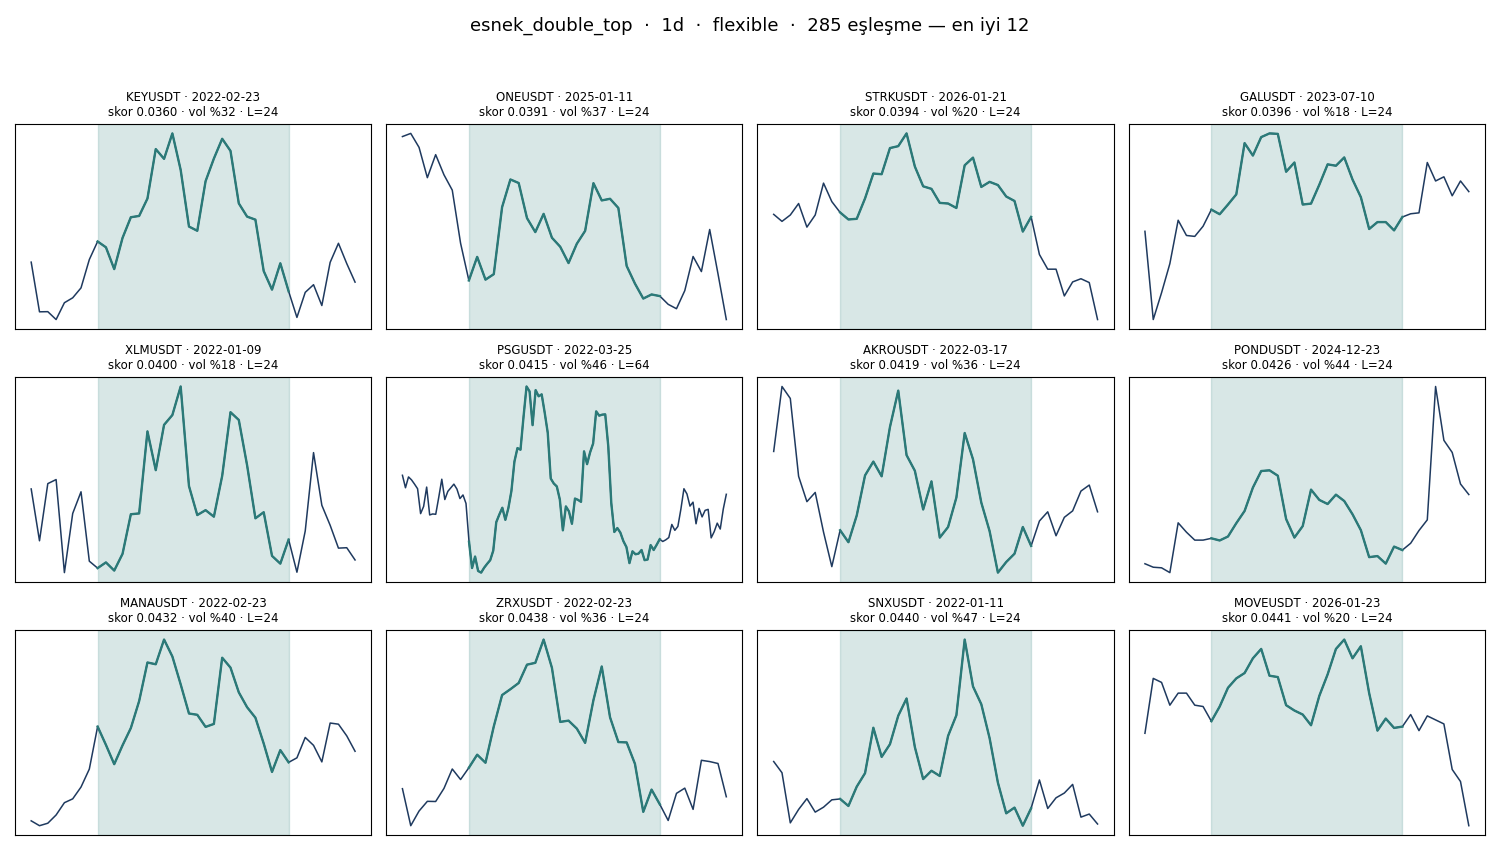 esnek_double_top · 1d · flexible · 285 eşleşme — en iyi 12
KEYUSDT · 2022-02-23
skor 0.0360 · vol %32 · L=24
ONEUSDT · 2025-01-11
skor 0.0391 · vol %37 · L=24
STRKUSDT · 2026-01-21
skor 0.0394 · vol %20 · L=24
GALUSDT · 2023-07-10
skor 0.0396 · vol %18 · L=24
XLMUSDT · 2022-01-09
skor 0.0400 · vol %18 · L=24
PSGUSDT · 2022-03-25
skor 0.0415 · vol %46 · L=64
AKROUSDT · 2022-03-17
skor 0.0419 · vol %36 · L=24
PONDUSDT · 2024-12-23
skor 0.0426 · vol %44 · L=24
MANAUSDT · 2022-02-23
skor 0.0432 · vol %40 · L=24
ZRXUSDT · 2022-02-23
skor 0.0438 · vol %36 · L=24
SNXUSDT · 2022-01-11
skor 0.0440 · vol %47 · L=24
MOVEUSDT · 2026-01-23
skor 0.0441 · vol %20 · L=24